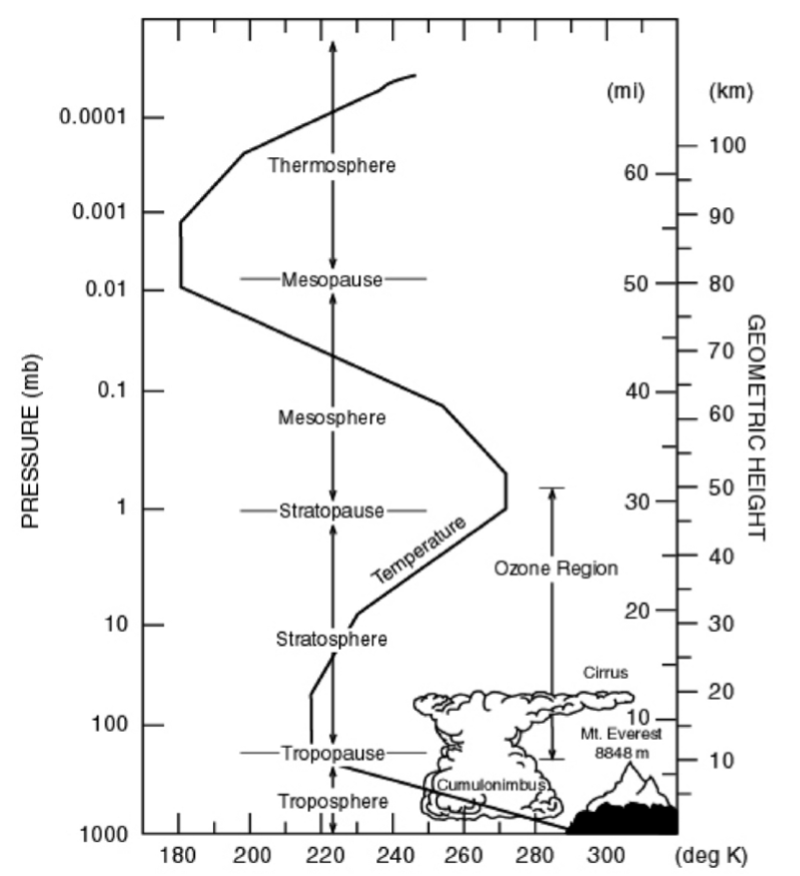 (mi)
(km)
0.0001
100
Thermosphere
60
0.001
90
Mesopause
50
80
0.01
70
0.1
40
60
Mesosphere
PRESSURE (mb)
GEOMETRIC HEIGHT
50
1
Stratopause
30
Temperature
40
Ozone Region
20
10
30
Stratosphere
Cirrus
20
10
100
Mt. Everest
8848 m
Tropopause
10
Cumulonimbus
Troposphere
1000
180 200 220 240 260 280 300 (deg K)